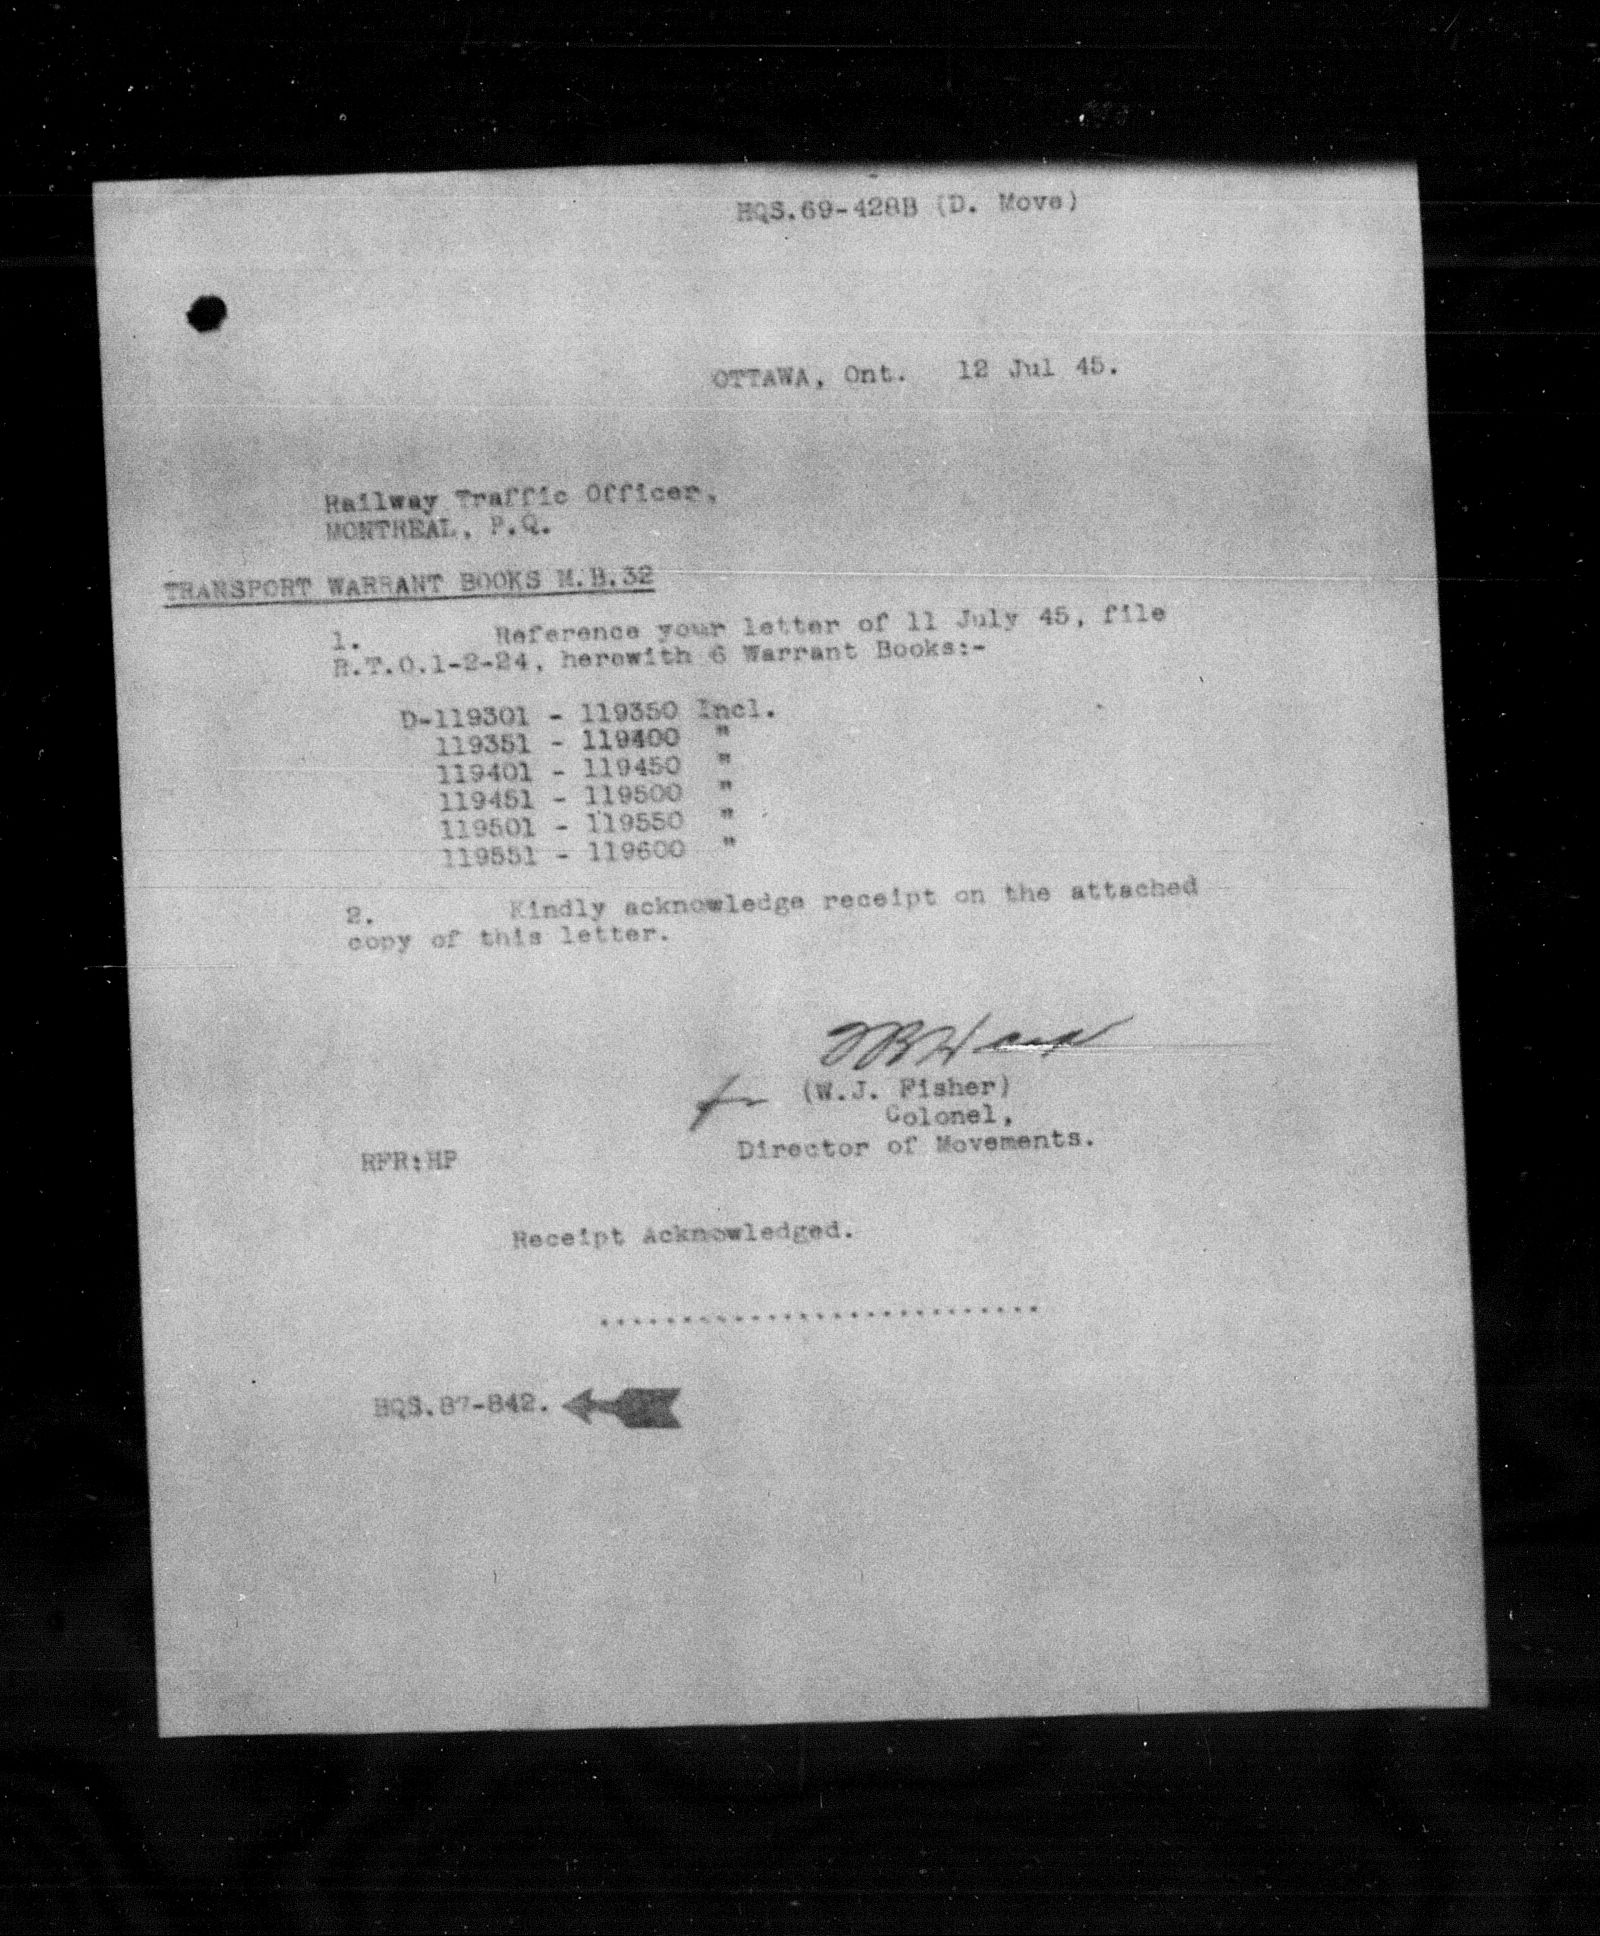 HQS.69-428B (D. Move)
OTTAWA, Ont. 12 Jul 45.
Railway Traffic Officer,
MONTREAL, P.Q.
TRANSPORT WARRANT BOOKS M.B.32
1. Reference your letter of 11 July 45, file
R.T.O.1-2-24, herewith 6 Warrant Books:-
D-119301 - 119350 Incl.
119351 - 119400 "
119401 - 119450 "
119451 - 119500 "
119501 - 119550 "
119551 - 119600 "
2. Kindly acknowledge receipt on the attached
copy of this letter.
(W.J. Fisher)
Colonel,
Director of Movements.
RFR:HP
Receipt Acknowledged.
...........................
HQS.87-842.